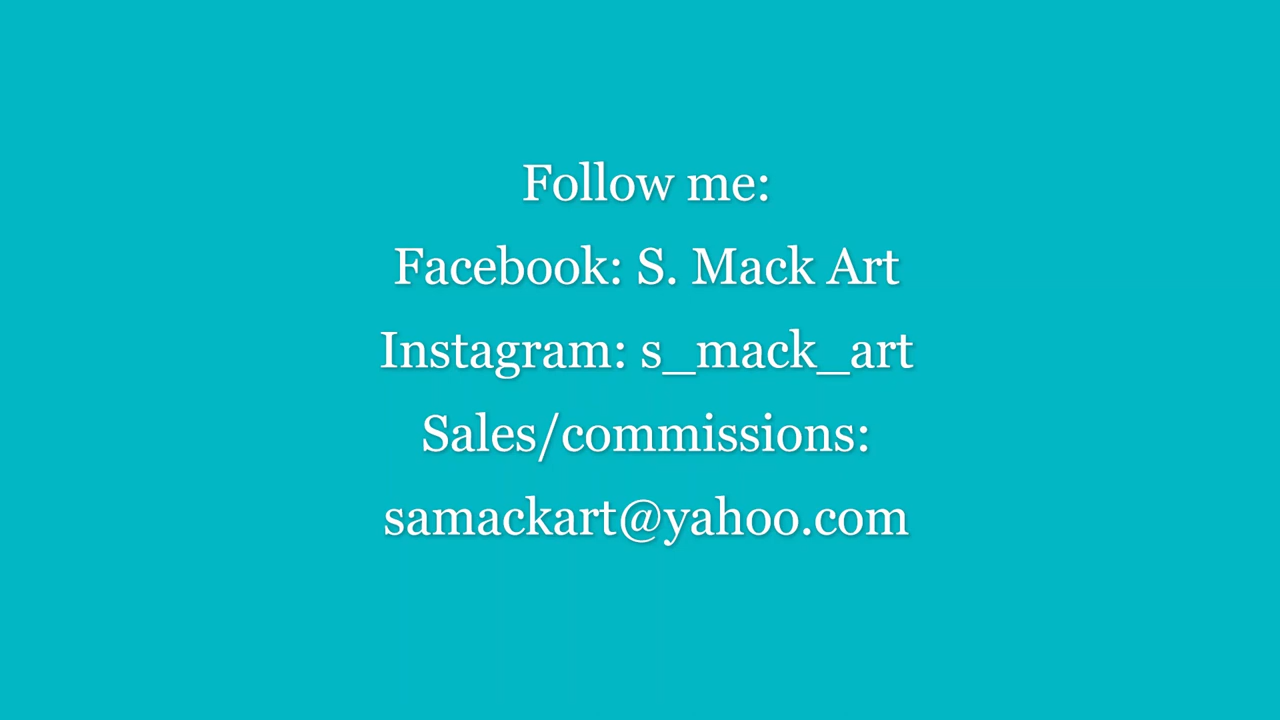 Follow me:
Facebook: S. Mack Art
Instagram: s_mack_art
Sales/commissions:
samackart@yahoo.com